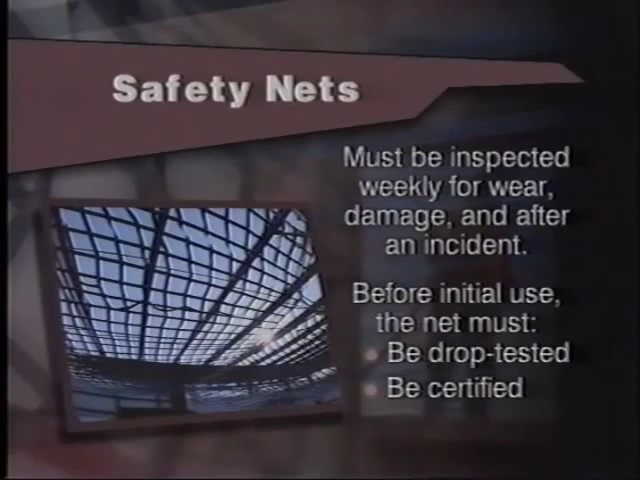 Safety Nets
Must be inspected
weekly for wear,
damage, and after
an incident.
Before initial use,
the net must:
Be drop-tested
Be certified